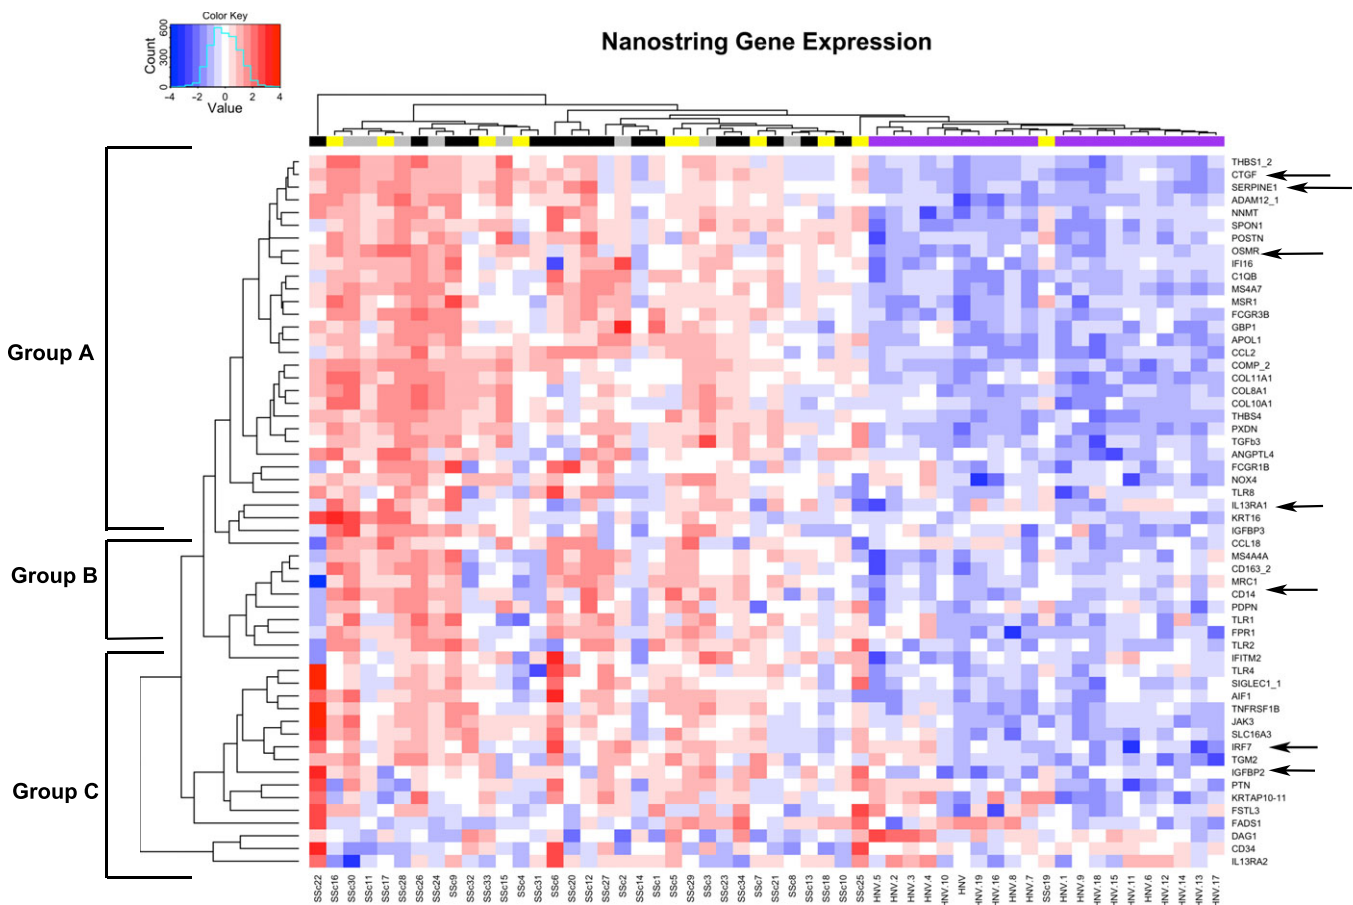 Color Key
Nanostring Gene Expression
Count
0 300 600
-4 -2 0 2 4
Value
Group A
Group B
Group C
THBS1_2
CTGF
SERPINE1
ADAM12_1
NNMT
SPON1
POSTN
OSMR
IFI16
C1QB
MS4A7
MSR1
FCGR3B
GBP1
APOL1
CCL2
COMP_2
COL11A1
COL8A1
COL10A1
THBS4
PXDN
TGFb3
ANGPTL4
FCGR1B
NOX4
TLR8
IL13RA1
KRT16
IGFBP3
CCL18
MS4A4A
CD163_2
MRC1
CD14
PDPN
TLR1
FPR1
TLR2
IFITM2
TLR4
SIGLEC1_1
AIF1
TNFRSF1B
JAK3
SLC16A3
IRF7
TGM2
IGFBP2
PTN
KRTAP10-11
FSTL3
FADS1
DAG1
CD34
IL13RA2
SSc22
SSc16
SSc30
SSc11
SSc17
SSc28
SSc26
SSc24
SSc9
SSc32
SSc33
SSc15
SSc4
SSc31
SSc6
SSc20
SSc12
SSc27
SSc2
SSc14
SSc1
SSc5
SSc29
SSc3
SSc23
SSc34
SSc7
SSc21
SSc8
SSc13
SSc18
SSc10
SSc25
HNV.5
HNV.2
HNV.3
HNV.4
HNV.10
HNV
HNV.19
HNV.16
HNV.8
HNV.7
SSc19
HNV.1
HNV.9
HNV.18
HNV.15
HNV.11
HNV.6
HNV.12
HNV.14
HNV.13
HNV.17